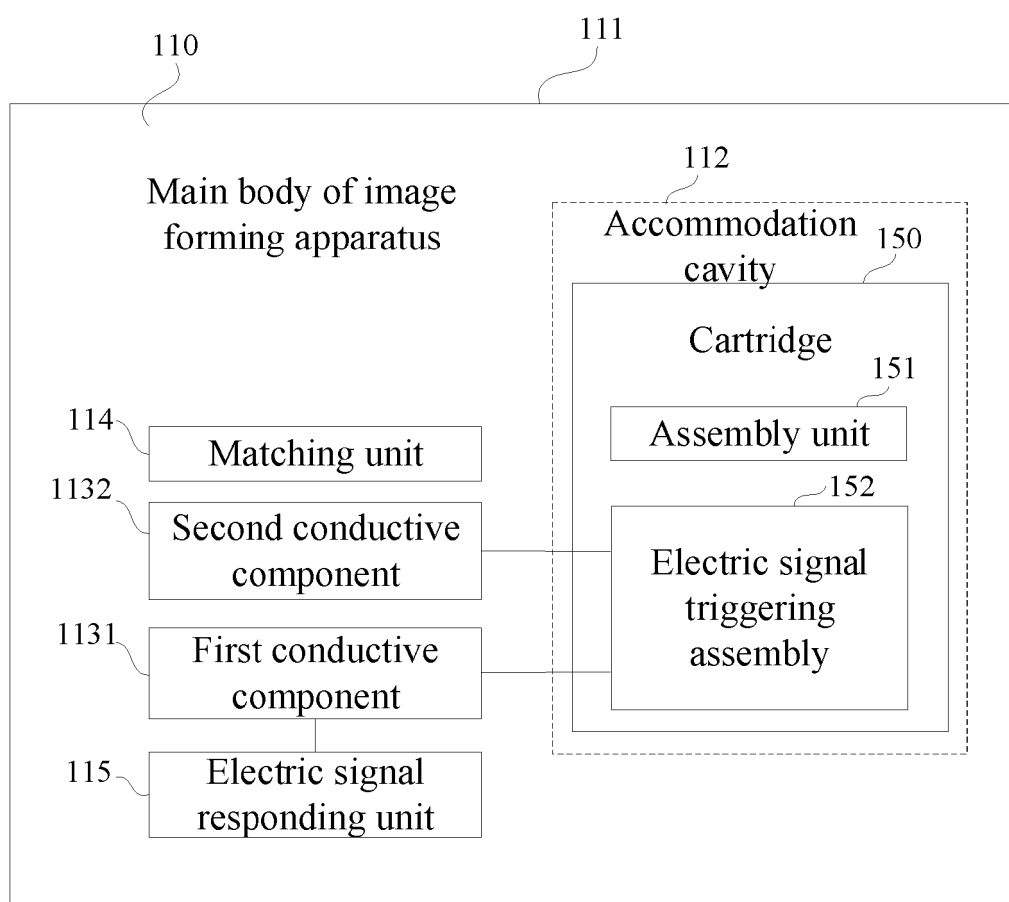 110
111
Main body of image
forming apparatus
112
Accommodation
cavity
150
Cartridge
151
Assembly unit
114
Matching unit
1132
Second conductive
component
152
Electric signal
triggering
assembly
1131
First conductive
component
115
Electric signal
responding unit